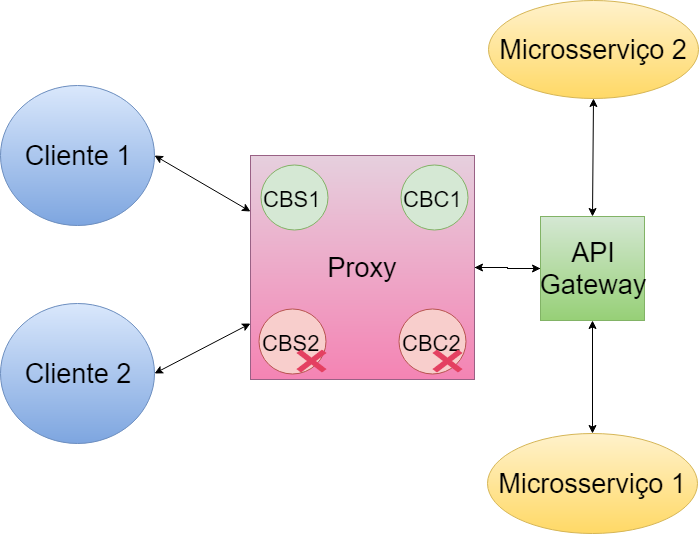 Microsserviço 2
Cliente 1
CBS1
CBC1
Proxy
API
Gateway
CBS2
CBC2
Cliente 2
Microsserviço 1